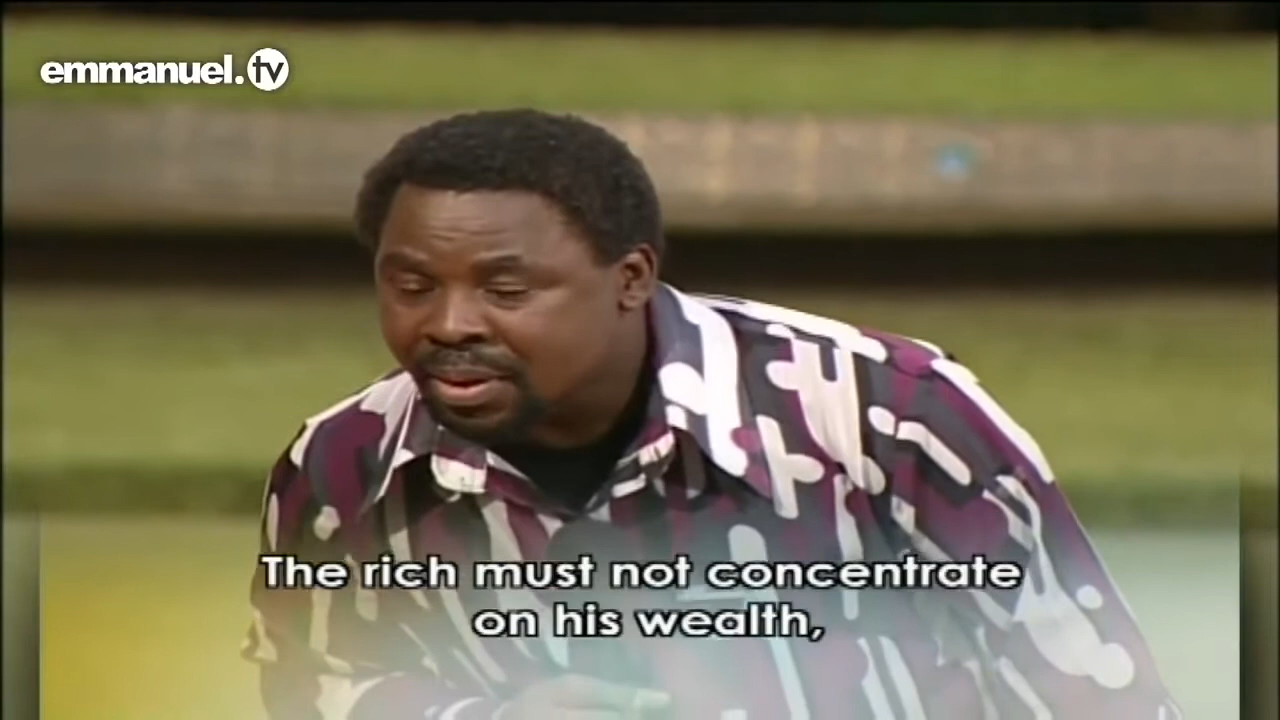 emmanuel.tv
The rich must not concentrate
on his wealth,